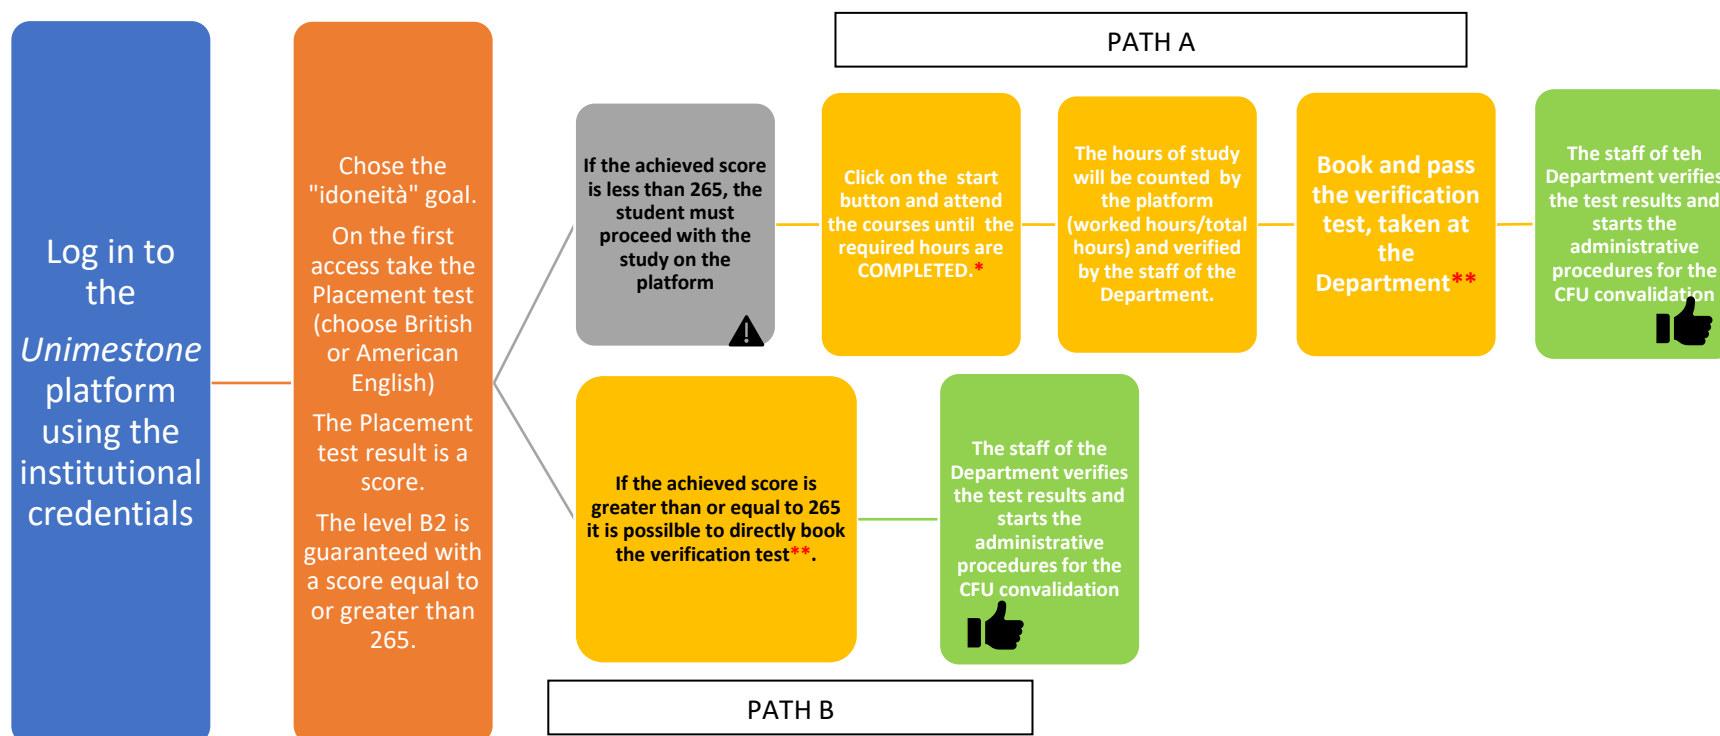 PATH A
Log in to
the
Unimestone
platform
using the
institutional
credentials
Chose the
"idoneità" goal.
On the first
access take the
Placement test
(choose British
or American
English)
The Placement
test result is a
score.
The level B2 is
guaranteed with
a score equal to
or greater than
265.
If the achieved score
is less than 265, the
student must
proceed with the
study on the
platform
Click on the start
button and attend
the courses until the
required hours are
COMPLETED.*
The hours of study
will be counted by
the platform
(worked hours/total
hours) and verified
by the staff of the
Department.
Book and pass
the verification
test, taken at
the
Department**
The staff of teh
Department verifies
the test results and
starts the
administrative
procedures for the
CFU convalidation
If the achieved score is
greater than or equal to 265
it is possilble to directly book
the verification test**.
The staff of the
Department verifies
the test results and
starts the
administrative
procedures for the
CFU convalidation
PATH B